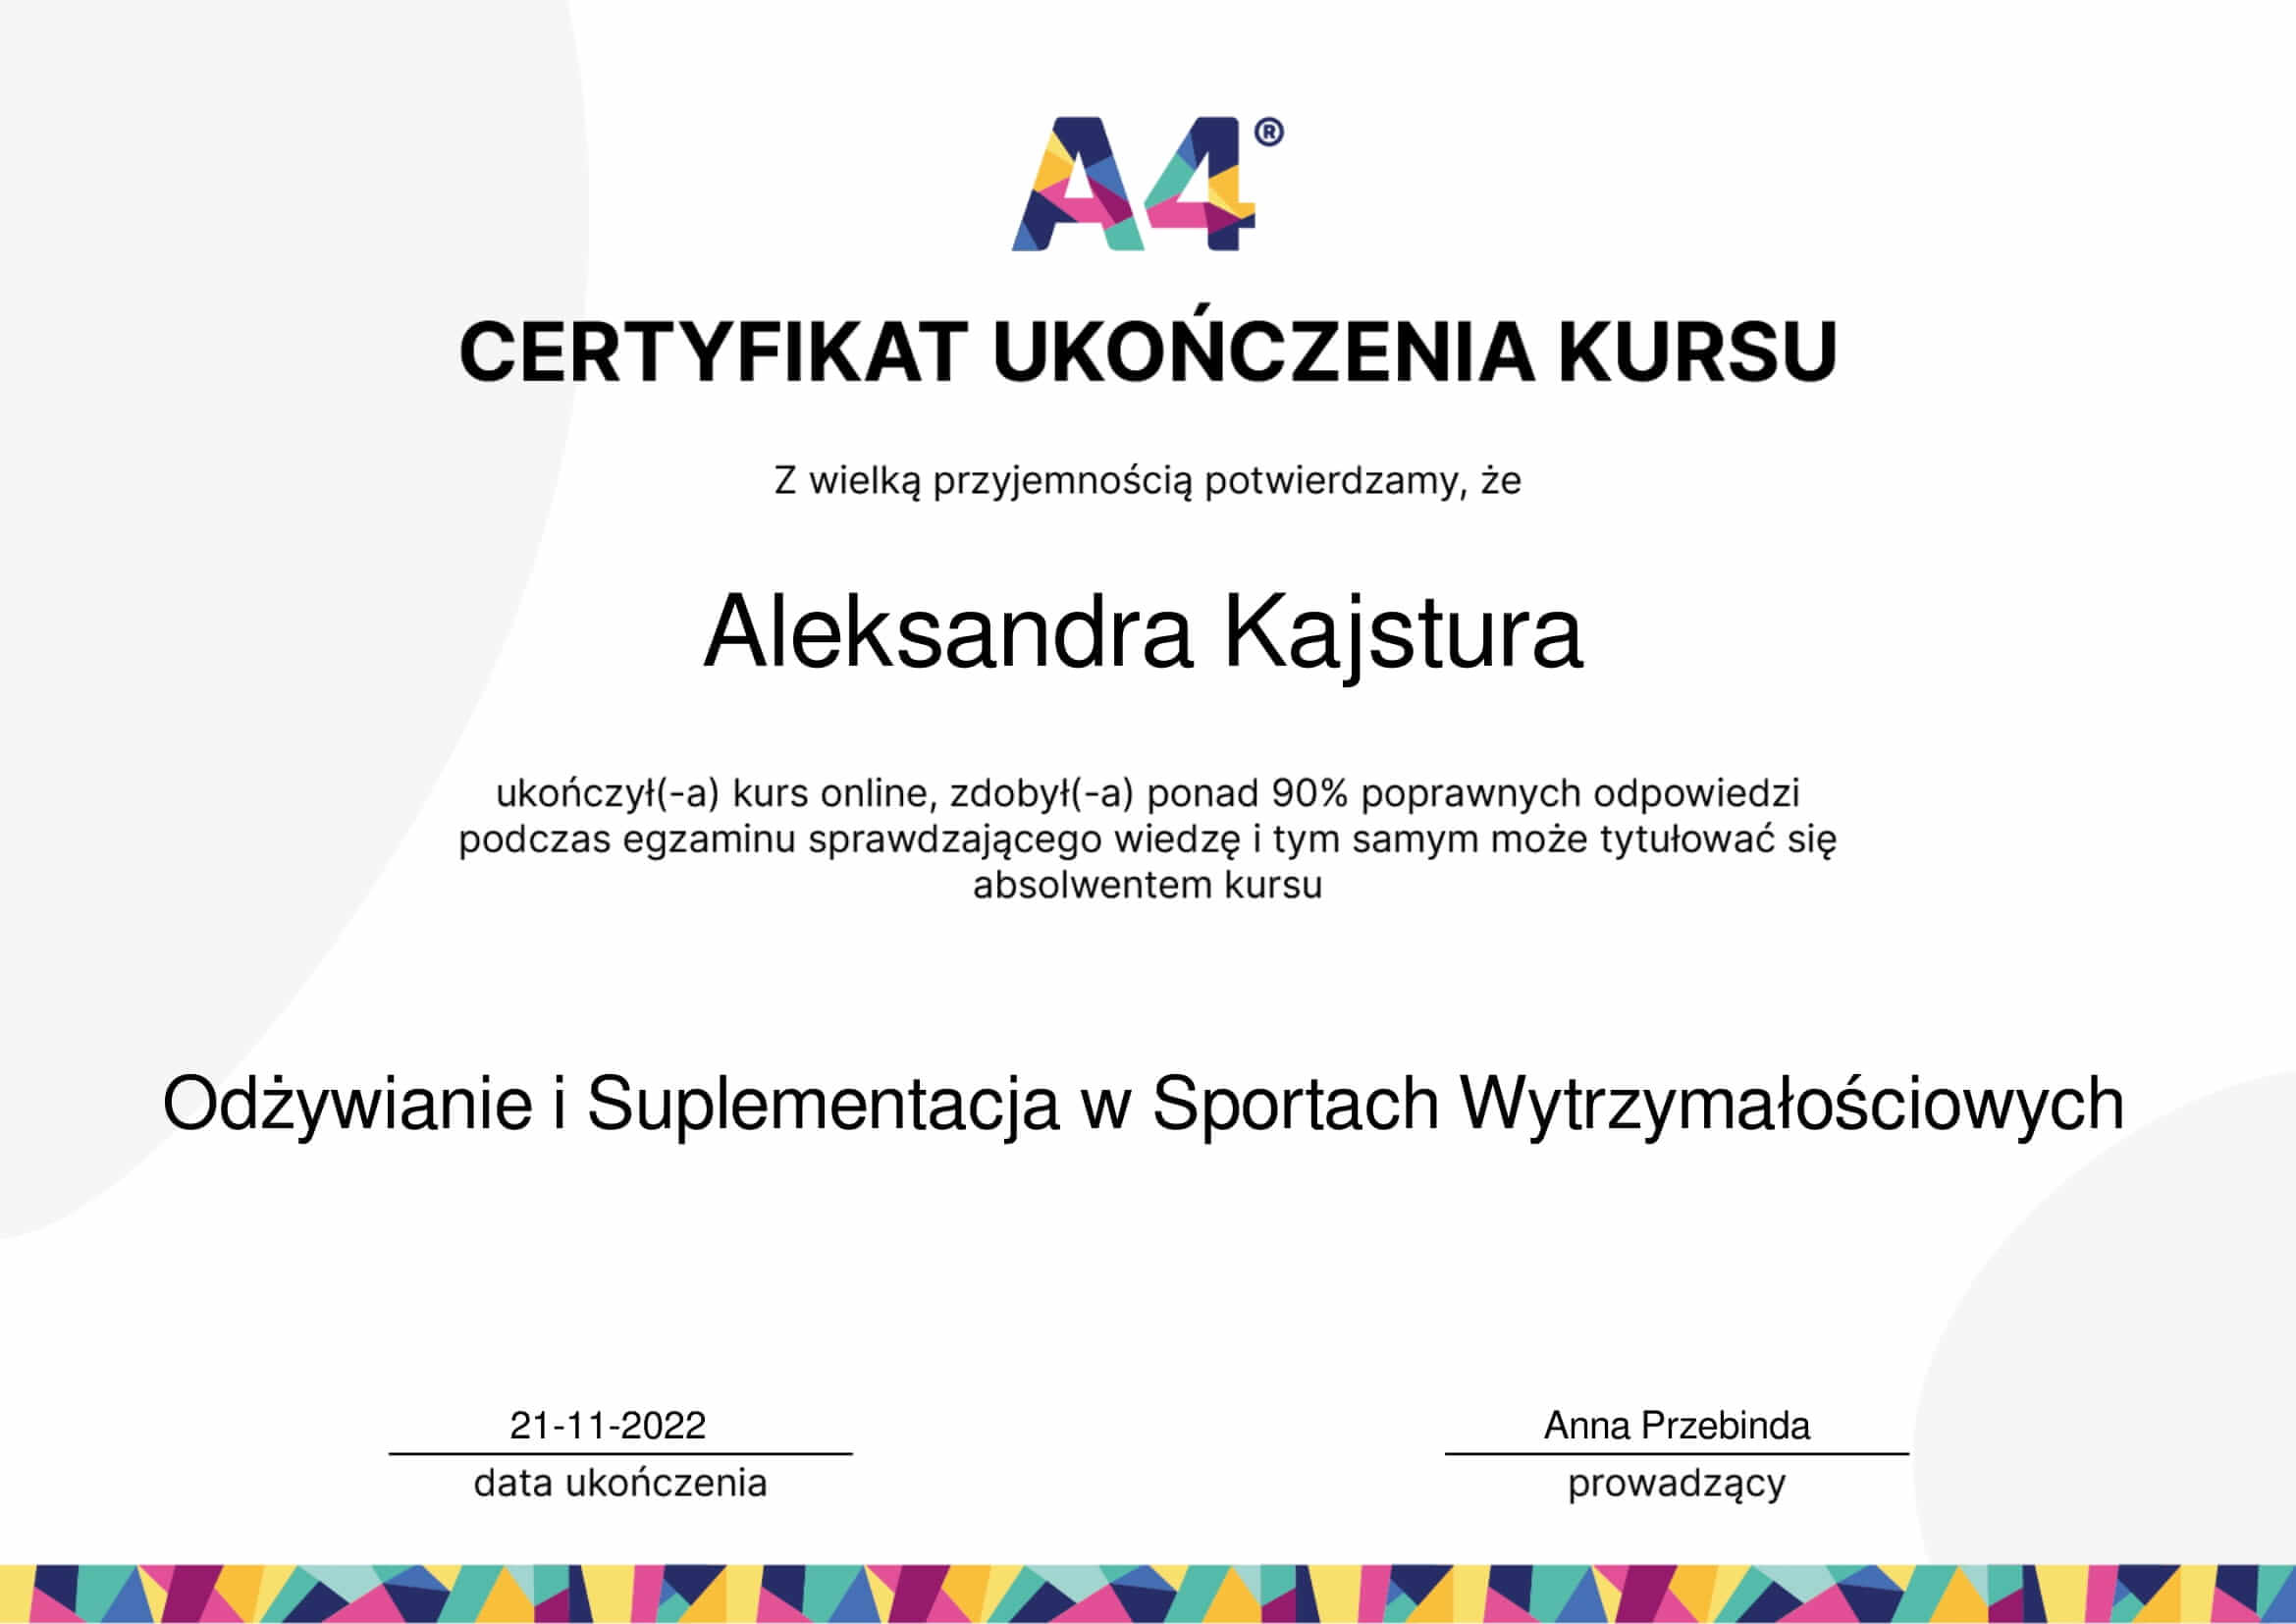 A4®
CERTYFIKAT UKOŃCZENIA KURSU
Z wielką przyjemnością potwierdzamy, że
Aleksandra Kajstura
ukończył(-a) kurs online, zdobył(-a) ponad 90% poprawnych odpowiedzi
podczas egzaminu sprawdzającego wiedzę i tym samym może tytułować się
absolwentem kursu
Odżywianie i Suplementacja w Sportach Wytrzymałościowych
21-11-2022
data ukończenia
Anna Przebinda
prowadzący